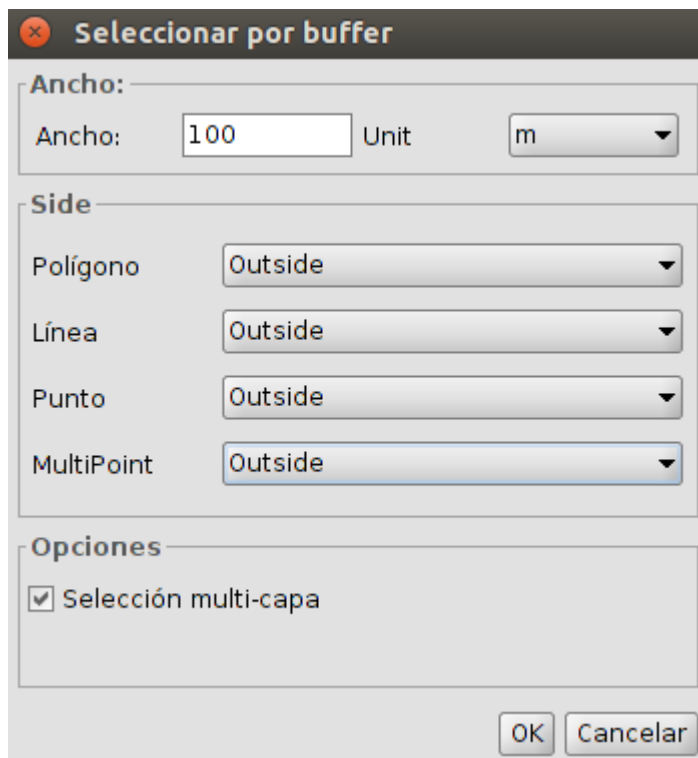 Seleccionar por buffer
Ancho:
Ancho: 100 Unit m
Side
Polígono Outside
Línea Outside
Punto Outside
MultiPoint Outside
Opciones
Selección multi-capa
OK Cancelar